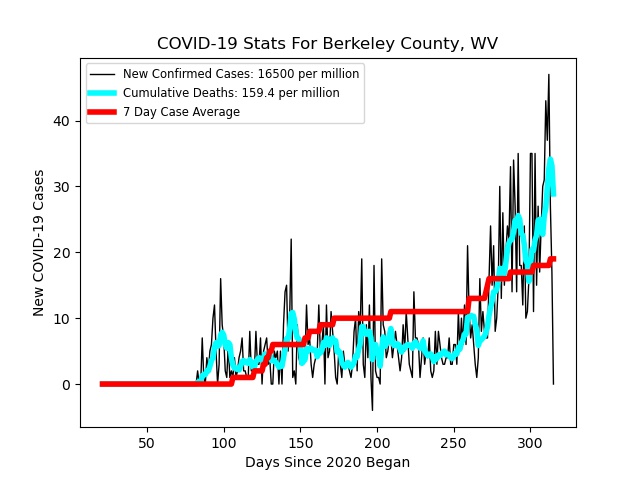 COVID-19 Stats For Berkeley County, WV
New Confirmed Cases: 16500 per million
Cumulative Deaths: 159.4 per million
7 Day Case Average
New COVID-19 Cases
40
30
20
10
0
50 100 150 200 250 300
Days Since 2020 Began